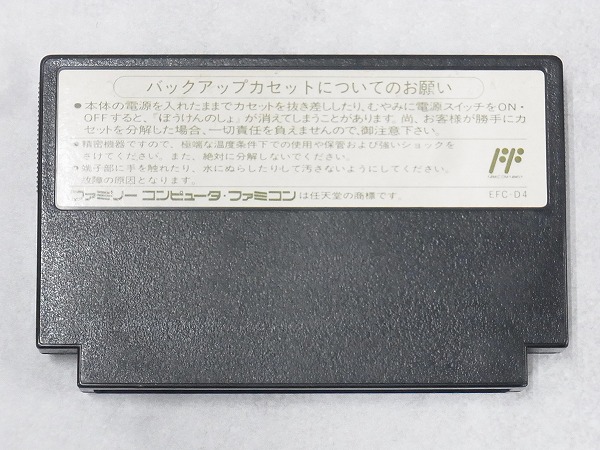 バックアップカセットについてのお願い
●本体の電源を入れたままでカセットを抜き差ししたり、むやみに電源スイッチをON・
OFFすると、「ぼうけんのしょ」が消えてしまうことがあります。尚、お客様が勝手にカ
セットを分解した場合、一切責任を負えませんので、御注意下さい。
●精密機器ですので、極端な温度条件下での使用や保管および強いショックを
さけてください。また、絶対に分解しないでください。
●端子部に手を触れたり、水にぬらしたりして汚さないようにしてください。
故障の原因となります。
ファミリーコンピュータ・ファミコンは任天堂の商標です。
EFC-D4